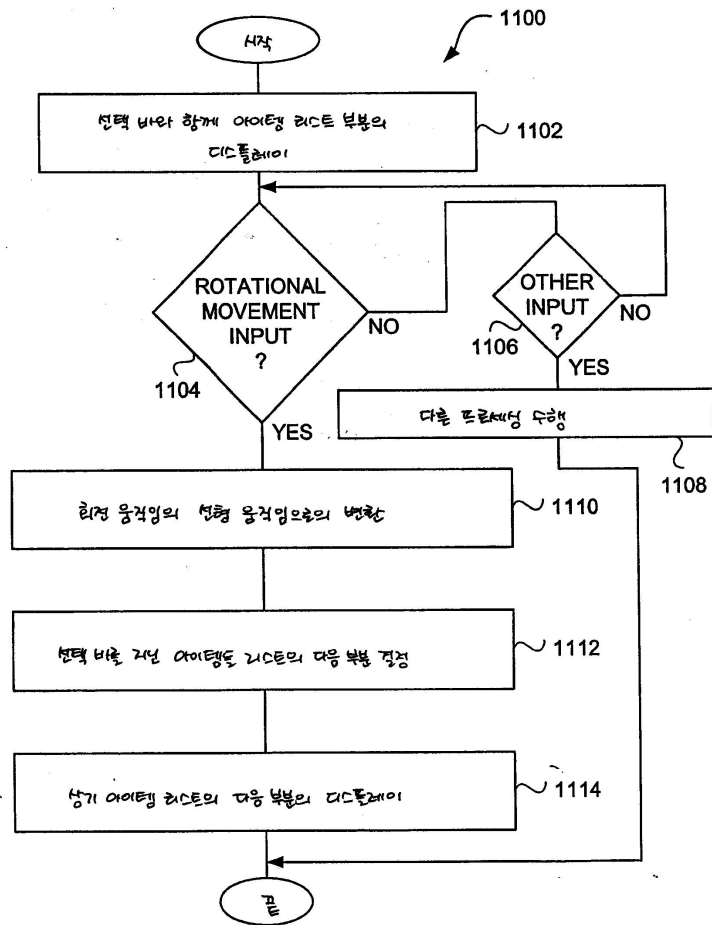 1100
시작
선택 바와 함께 아이템 리스트 부분의
디스플레이
1102
ROTATIONAL
MOVEMENT
INPUT
?
NO
1104
YES
OTHER
INPUT
?
NO
1106
YES
다른 프로세싱 수행
1108
회전 움직임의 선형 움직임으로의 변환
1110
선택 바를 지닌 아이템들 리스트의 다음 부분 결정
1112
상기 아이템 리스트의 다음 부분의 디스플레이
1114
끝